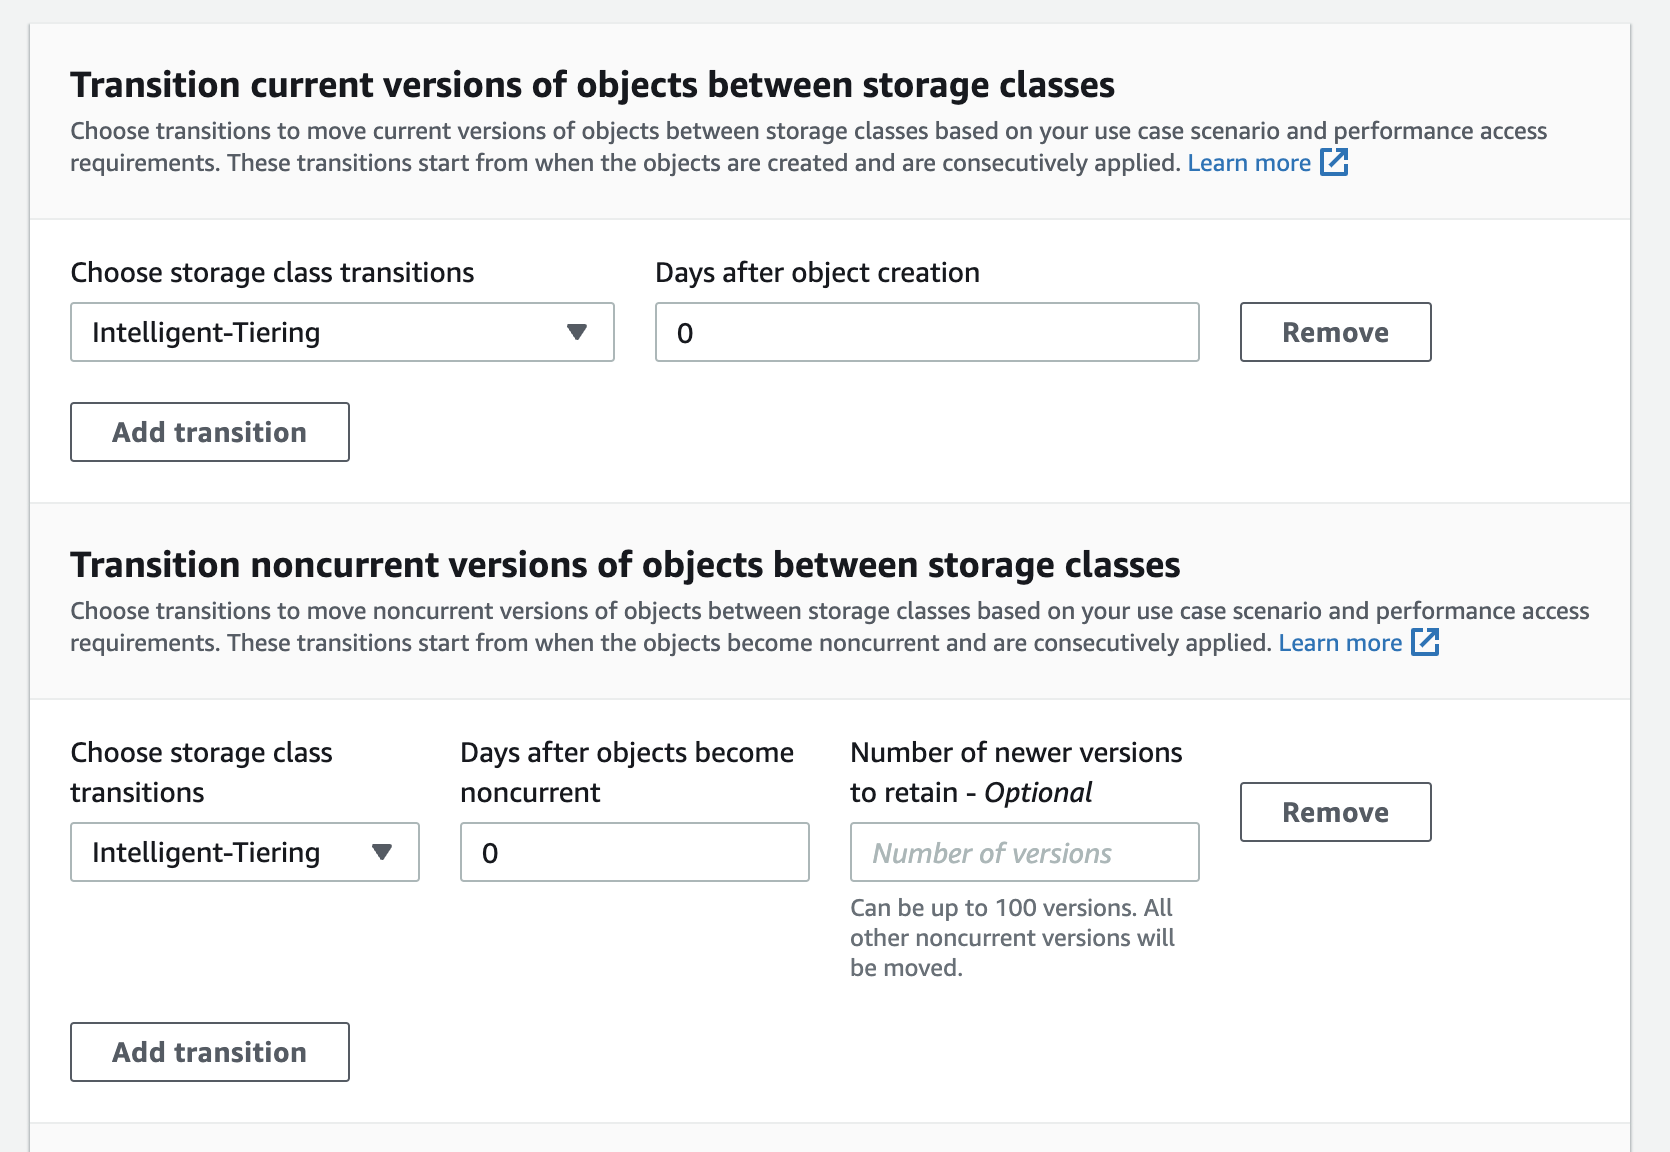 Transition current versions of objects between storage classes
Choose transitions to move current versions of objects between storage classes based on your use case scenario and performance access
requirements. These transitions start from when the objects are created and are consecutively applied. Learn more
Choose storage class transitions
Days after object creation
Intelligent-Tiering
0
Remove
Add transition
Transition noncurrent versions of objects between storage classes
Choose transitions to move noncurrent versions of objects between storage classes based on your use case scenario and performance access
requirements. These transitions start from when the objects become noncurrent and are consecutively applied. Learn more
Choose storage class
transitions
Days after objects become
noncurrent
Number of newer versions
to retain - Optional
Intelligent-Tiering
0
Number of versions
Remove
Can be up to 100 versions. All
other noncurrent versions will
be moved.
Add transition